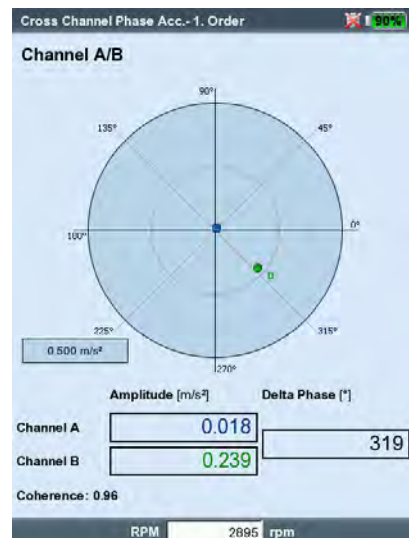 Cross Channel Phase Acc.- 1. Order 90%
Channel A/B
90°
135° 45°
180° 0°
B
225° 315°
0.500 m/s²
270°
Amplitude [m/s²] Delta Phase [°]
Channel A 0.018
319
Channel B 0.239
Coherence: 0.96
RPM 2895 rpm